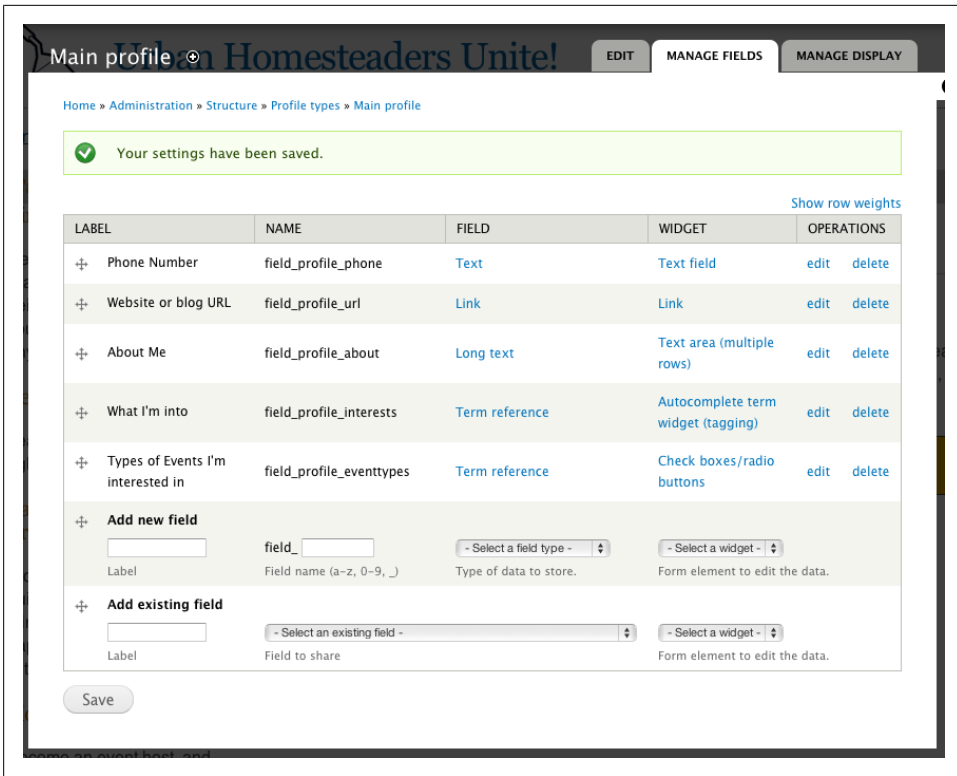 Urban Homesteaders Unite!
Main profile
EDIT
MANAGE FIELDS
MANAGE DISPLAY
Home » Administration » Structure » Profile types » Main profile
Your settings have been saved.
Show row weights
LABEL NAME FIELD WIDGET OPERATIONS
Phone Number field_profile_phone Text Text field edit delete
Website or blog URL field_profile_url Link Link edit delete
About Me field_profile_about Long text Text area (multiple
rows) edit delete
What I'm into field_profile_interests Term reference Autocomplete term
widget (tagging) edit delete
Types of Events I'm
interested in field_profile_eventtypes Term reference Check boxes/radio
buttons edit delete
Add new field
field_ - Select a field type - - Select a widget -
Label Field name (a-z, 0-9, _) Type of data to store. Form element to edit the data.
Add existing field
- Select an existing field - - Select a widget -
Label Field to share Form element to edit the data.
Save
an event host, and